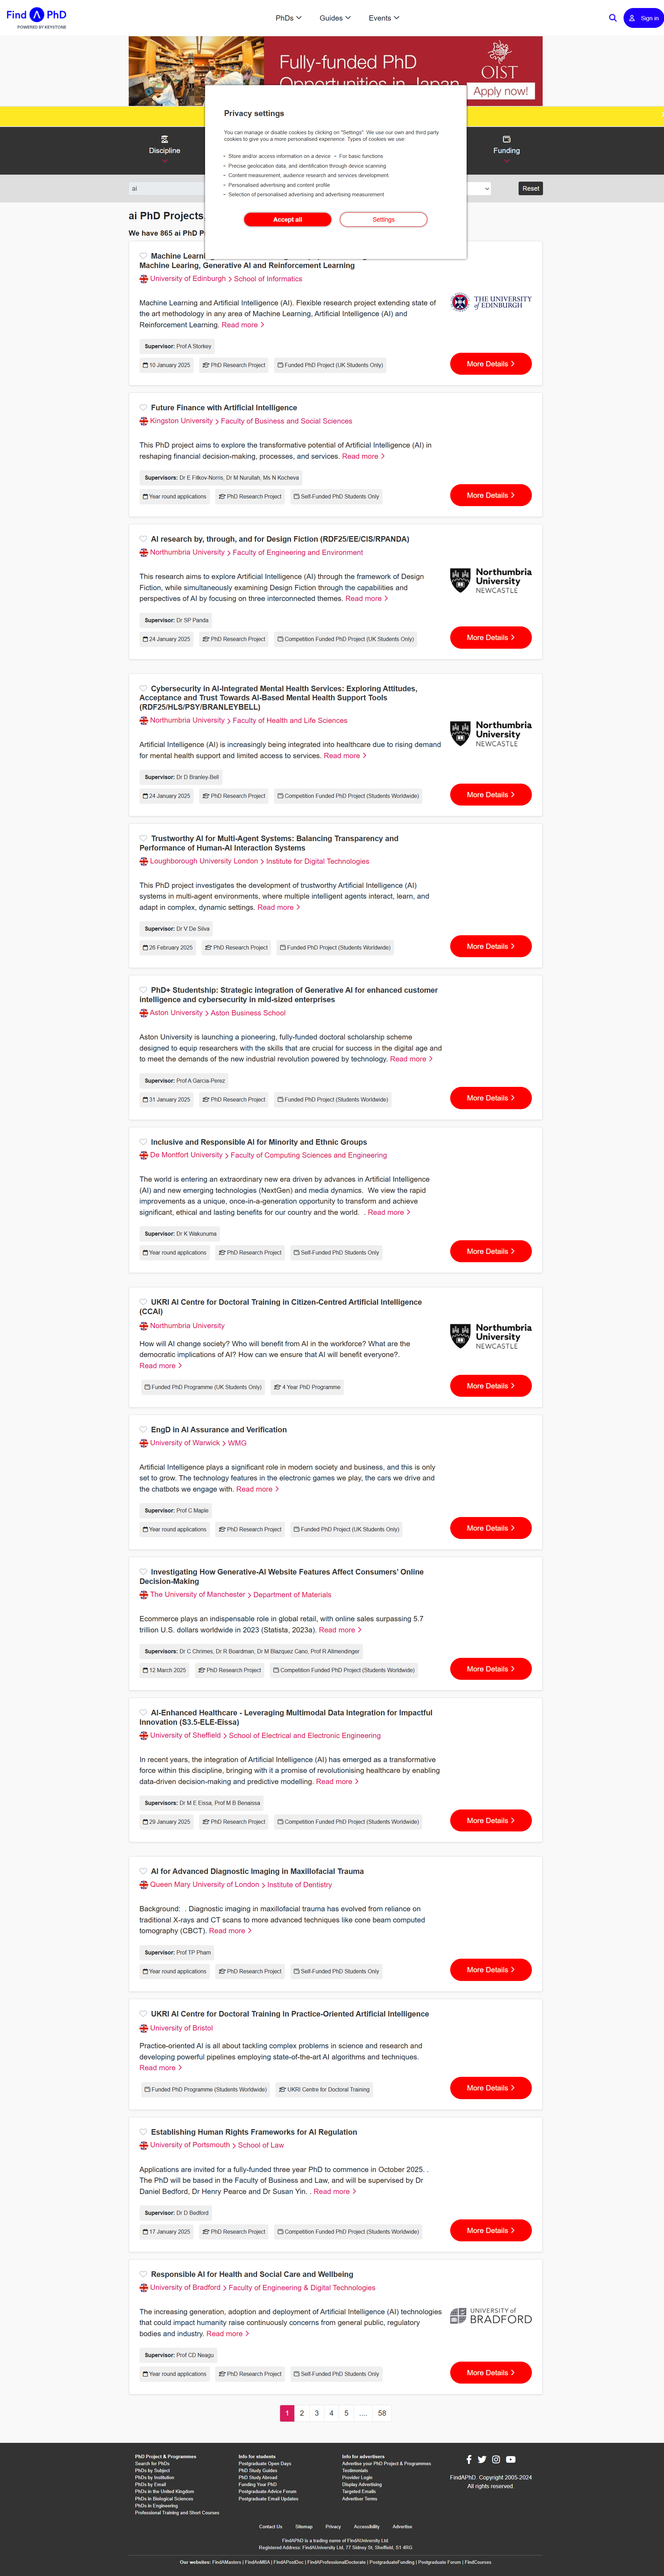 Find A PhD
POWERED BY KEYSTONE
PhDs
Guides
Events
Sign in
Fully-funded PhD
Opportunities in Japan
OIST
Apply now!
Privacy settings
You can manage or disable cookies by clicking on "Settings". We use our own and third party
cookies to give you a more personalised experience. Types of cookies we use:
- Store and/or access information on a device - For basic functions
- Precise geolocation data, and identification through device scanning
- Content measurement, audience research and services development
- Personalised advertising and content profile
- Selection of personalised advertising and advertising measurement
Accept all
Settings
Discipline
Funding
ai
Reset
ai PhD Projects,
We have 865 ai PhD
Machine
Machine Learing, Generative AI and Reinforcement Learning
University of Edinburgh > School of Informatics
Machine Learning and Artificial Intelligence (AI). Flexible research project extending state of
the art methodology in any area of Machine Learning, Artificial Intelligence (AI) and
Reinforcement Learning. Read more >
THE UNIVERSITY of EDINBURGH
Supervisor: Prof A Storkey
10 January 2025
PhD Research Project
Funded PhD Project (UK Students Only)
More Details >
Future Finance with Artificial Intelligence
Kingston University > Faculty of Business and Social Sciences
This PhD project aims to explore the transformative potential of Artificial Intelligence (AI) in
reshaping financial decision-making, processes, and services. Read more >
Supervisors: Dr E Fitkov-Norris, Dr M Nurullah, Ms N Kocheva
Year round applications
PhD Research Project
Self-Funded PhD Students Only
More Details >
AI research by, through, and for Design Fiction (RDF25/EE/CIS/RPANDA)
Northumbria University > Faculty of Engineering and Environment
This research aims to explore Artificial Intelligence (AI) through the framework of Design
Fiction, while simultaneously examining Design Fiction through the capabilities and
perspectives of AI by focusing on three interconnected themes. Read more >
Northumbria University NEWCASTLE
Supervisor: Dr SP Panda
24 January 2025
PhD Research Project
Competition Funded PhD Project (UK Students Only)
More Details >
Cybersecurity in AI-Integrated Mental Health Services: Exploring Attitudes,
Acceptance and Trust Towards AI-Based Mental Health Support Tools
(RDF25/HLS/PSY/BRANLEYBELL)
Northumbria University > Faculty of Health and Life Sciences
Artificial Intelligence (AI) is increasingly being integrated into healthcare due to rising demand
for mental health support and limited access to services. Read more >
Northumbria University NEWCASTLE
Supervisor: Dr D Branley-Bell
24 January 2025
PhD Research Project
Competition Funded PhD Project (Students Worldwide)
More Details >
Trustworthy AI for Multi-Agent Systems: Balancing Transparency and
Performance of Human-AI Interaction Systems
Loughborough University London > Institute for Digital Technologies
This PhD project investigates the development of trustworthy Artificial Intelligence (AI)
systems in multi-agent environments, where multiple intelligent agents interact, learn, and
adapt in complex, dynamic settings. Read more >
Supervisor: Dr V De Silva
26 February 2025
PhD Research Project
Funded PhD Project (Students Worldwide)
More Details >
PhD+ Studentship: Strategic integration of Generative AI for enhanced customer
intelligence and cybersecurity in mid-sized enterprises
Aston University > Aston Business School
Aston University is launching a pioneering, fully-funded doctoral scholarship scheme
designed to equip researchers with the skills that are crucial for success in the digital age and
to meet the demands of the new industrial revolution powered by technology. Read more >
Supervisor: Prof A Garcia-Perez
31 January 2025
PhD Research Project
Funded PhD Project (Students Worldwide)
More Details >
Inclusive and Responsible AI for Minority and Ethnic Groups
De Montfort University > Faculty of Computing Sciences and Engineering
The world is entering an extraordinary new era driven by advances in Artificial Intelligence
(AI) and new emerging technologies (NextGen) and media dynamics. We view the rapid
improvements as a unique, once-in-a-generation opportunity to transform and achieve
significant, ethical and lasting benefits for our country and the world. . Read more >
Supervisor: Dr K Wakunuma
Year round applications
PhD Research Project
Self-Funded PhD Students Only
More Details >
UKRI AI Centre for Doctoral Training in Citizen-Centred Artificial Intelligence
(CCAI)
Northumbria University
How will AI change society? Who will benefit from AI in the workforce? What are the
democratic implications of AI? How can we ensure that AI will benefit everyone?.
Read more >
Northumbria University NEWCASTLE
Funded PhD Programme (UK Students Only)
4 Year PhD Programme
More Details >
EngD in AI Assurance and Verification
University of Warwick > WMG
Artificial Intelligence plays a significant role in modern society and business, and this is only
set to grow. The technology features in the electronic games we play, the cars we drive and
the chatbots we engage with. Read more >
Supervisor: Prof C Maple
Year round applications
PhD Research Project
Funded PhD Project (UK Students Only)
More Details >
Investigating How Generative-AI Website Features Affect Consumers' Online
Decision-Making
The University of Manchester > Department of Materials
Ecommerce plays an indispensable role in global retail, with online sales surpassing 5.7
trillion U.S. dollars worldwide in 2023 (Statista, 2023a). Read more >
Supervisors: Dr C Chrimes, Dr R Boardman, Dr M Blazquez Cano, Prof R Allmendinger
12 March 2025
PhD Research Project
Competition Funded PhD Project (Students Worldwide)
More Details >
AI-Enhanced Healthcare - Leveraging Multimodal Data Integration for Impactful
Innovation (S3.5-ELE-Eissa)
University of Sheffield > School of Electrical and Electronic Engineering
In recent years, the integration of Artificial Intelligence (AI) has emerged as a transformative
force within this discipline, bringing with it a promise of revolutionising healthcare by enabling
data-driven decision-making and predictive modelling. Read more >
Supervisors: Dr M E Eissa, Prof M B Benaissa
29 January 2025
PhD Research Project
Competition Funded PhD Project (Students Worldwide)
More Details >
AI for Advanced Diagnostic Imaging in Maxillofacial Trauma
Queen Mary University of London > Institute of Dentistry
Background: . Diagnostic imaging in maxillofacial trauma has evolved from reliance on
traditional X-rays and CT scans to more advanced techniques like cone beam computed
tomography (CBCT). Read more >
Supervisor: Prof TP Pham
Year round applications
PhD Research Project
Self-Funded PhD Students Only
More Details >
UKRI AI Centre for Doctoral Training in Practice-Oriented Artificial Intelligence
University of Bristol
Practice-oriented AI is all about tackling complex problems in science and research and
developing powerful pipelines employing state-of-the-art AI algorithms and techniques.
Read more >
Funded PhD Programme (Students Worldwide)
UKRI Centre for Doctoral Training
More Details >
Establishing Human Rights Frameworks for AI Regulation
University of Portsmouth > School of Law
Applications are invited for a fully-funded three year PhD to commence in October 2025. .
The PhD will be based in the Faculty of Business and Law, and will be supervised by Dr
Daniel Bedford, Dr Henry Pearce and Dr Susan Yin. . Read more >
Supervisor: Dr D Bedford
17 January 2025
PhD Research Project
Competition Funded PhD Project (Students Worldwide)
More Details >
Responsible AI for Health and Social Care and Wellbeing
University of Bradford > Faculty of Engineering & Digital Technologies
The increasing generation, adoption and deployment of Artificial Intelligence (AI) technologies
that could impact humanity raise continuously concerns from general public, regulatory
bodies and industry. Read more >
UNIVERSITY of BRADFORD
Supervisor: Prof CD Neagu
Year round applications
PhD Research Project
Self-Funded PhD Students Only
More Details >
1 2 3 4 5 .... 58
PhD Project & Programmes
Search for PhDs
PhDs by Subject
PhDs by Institution
PhDs by Email
PhDs in the United Kingdom
PhDs in Biological Sciences
PhDs in Engineering
Professional Training and Short Courses
Info for students
Postgraduate Open Days
PhD Study Guides
PhD Study Abroad
Funding Your PhD
Postgraduate Advice Forum
Postgraduate Email Updates
Info for advertisers
Advertise your PhD Project & Programmes
Testimonials
Provider Login
Display Advertising
Targeted Emails
Advertiser Terms
FindAPhD. Copyright 2005-2024
All rights reserved.
Contact Us
Sitemap
Privacy
Accessibility
Advertise
FindAPhD is a trading name of FindAUniversity Ltd.
Registered Address: FindAUniversity Ltd, 77 Sidney St, Sheffield, S1 4RG
Our websites: FindAMasters | FindAnMBA | FindAPostDoc | FindAProfessionalDoctorate | PostgraduateFunding | Postgraduate Forum | FindCourses